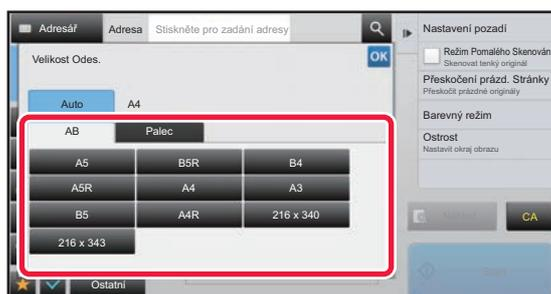 Adresář
Adresa
Stiskněte pro zadání adresy
Nastavení pozadí
Velikost Odes.
OK
Režim Pomalého Skenován
Skenovat tenký originál
Přeskočení prázd. Stránky
Přeskočit prázdné originály
Auto
A4
Barevný režim
AB
Palec
Ostrost
Nastavit okraj obrazu
A5
B5R
B4
A5R
A4
A3
B5
A4R
216 x 340
CA
216 x 343
Start
Ostatní